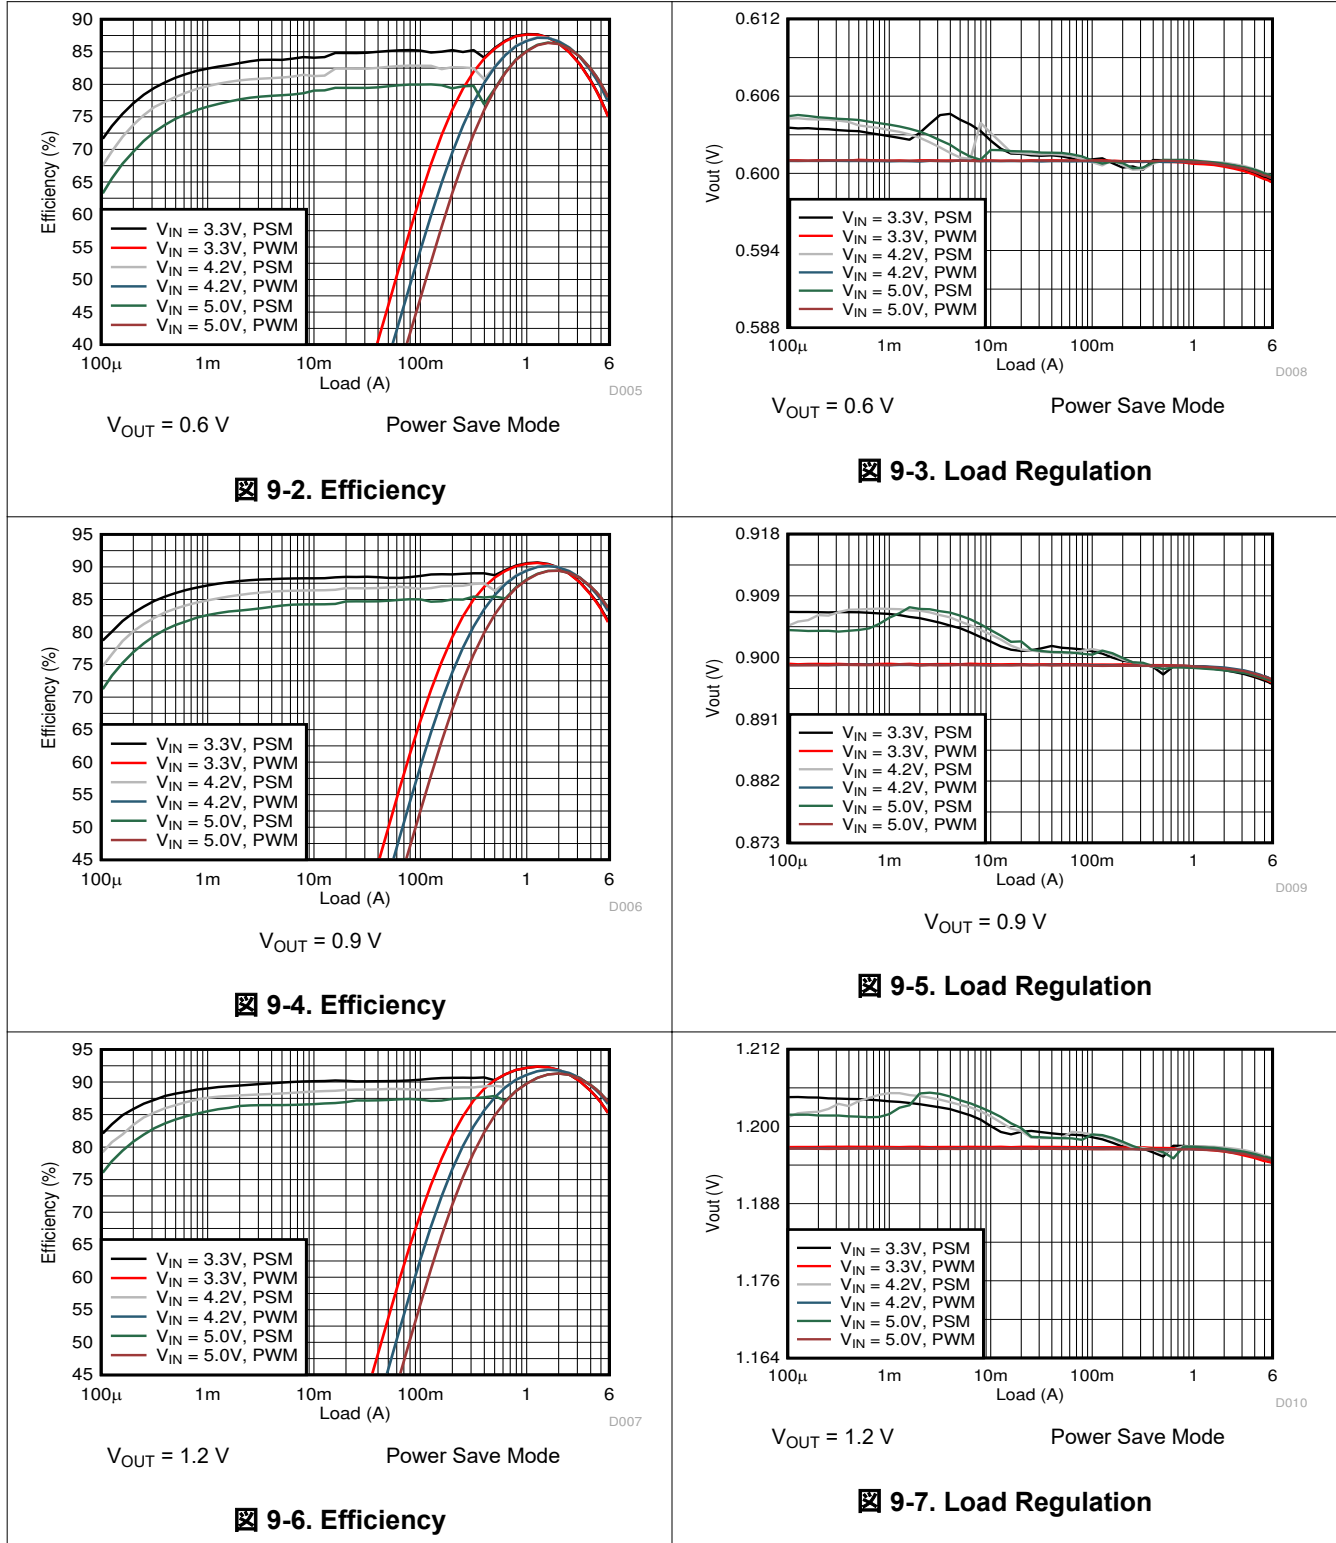 90
85
80
75
70
65
60
55
50
45
40
Efficiency (%)
VIN = 3.3V, PSM
VIN = 3.3V, PWM
VIN = 4.2V, PSM
VIN = 4.2V, PWM
VIN = 5.0V, PSM
VIN = 5.0V, PWM
100μ 1m 10m 100m 1 6
Load (A)
D005
VOUT = 0.6 V Power Save Mode
図 9-2. Efficiency
0.612
0.606
0.600
0.594
0.588
Vout (V)
VIN = 3.3V, PSM
VIN = 3.3V, PWM
VIN = 4.2V, PSM
VIN = 4.2V, PWM
VIN = 5.0V, PSM
VIN = 5.0V, PWM
100μ 1m 10m 100m 1 6
Load (A)
D008
VOUT = 0.6 V Power Save Mode
図 9-3. Load Regulation
95
90
85
80
75
70
65
60
55
50
45
Efficiency (%)
VIN = 3.3V, PSM
VIN = 3.3V, PWM
VIN = 4.2V, PSM
VIN = 4.2V, PWM
VIN = 5.0V, PSM
VIN = 5.0V, PWM
100μ 1m 10m 100m 1 6
Load (A)
D006
VOUT = 0.9 V
図 9-4. Efficiency
0.918
0.909
0.900
0.891
0.882
0.873
Vout (V)
VIN = 3.3V, PSM
VIN = 3.3V, PWM
VIN = 4.2V, PSM
VIN = 4.2V, PWM
VIN = 5.0V, PSM
VIN = 5.0V, PWM
100μ 1m 10m 100m 1 6
Load (A)
D009
VOUT = 0.9 V
図 9-5. Load Regulation
95
90
85
80
75
70
65
60
55
50
45
Efficiency (%)
VIN = 3.3V, PSM
VIN = 3.3V, PWM
VIN = 4.2V, PSM
VIN = 4.2V, PWM
VIN = 5.0V, PSM
VIN = 5.0V, PWM
100μ 1m 10m 100m 1 6
Load (A)
D007
VOUT = 1.2 V Power Save Mode
図 9-6. Efficiency
1.212
1.200
1.188
1.176
1.164
Vout (V)
VIN = 3.3V, PSM
VIN = 3.3V, PWM
VIN = 4.2V, PSM
VIN = 4.2V, PWM
VIN = 5.0V, PSM
VIN = 5.0V, PWM
100μ 1m 10m 100m 1 6
Load (A)
D010
VOUT = 1.2 V Power Save Mode
図 9-7. Load Regulation